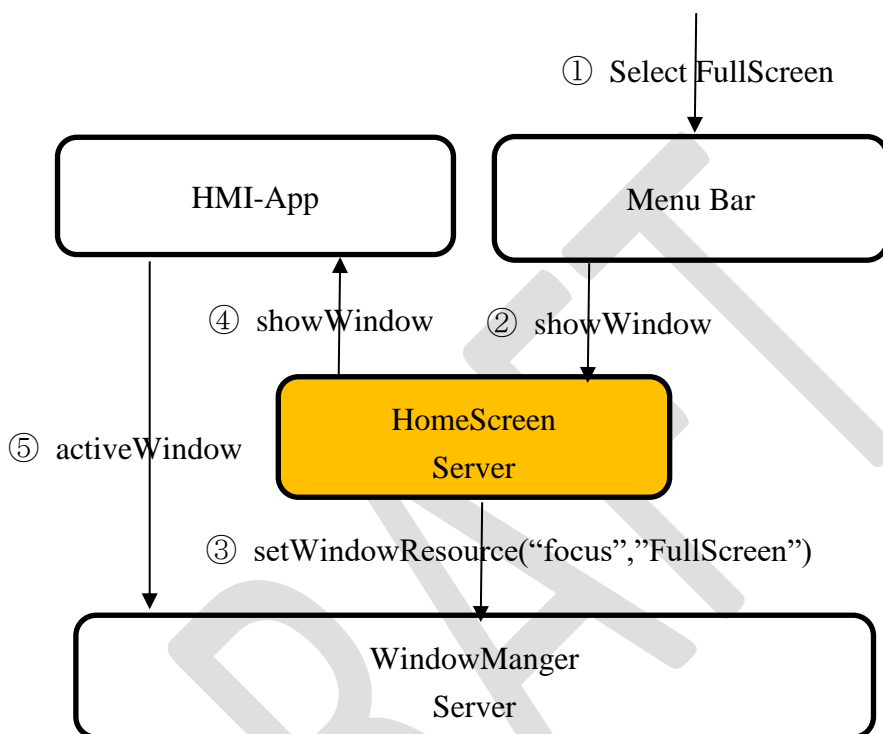 ① Select FullScreen
HMI-App
Menu Bar
④ showWindow
② showWindow
HomeScreen
Server
⑤ activeWindow
③ setWindowResource(“focus”,”FullScreen”)
WindowManger
Server
DRAFT